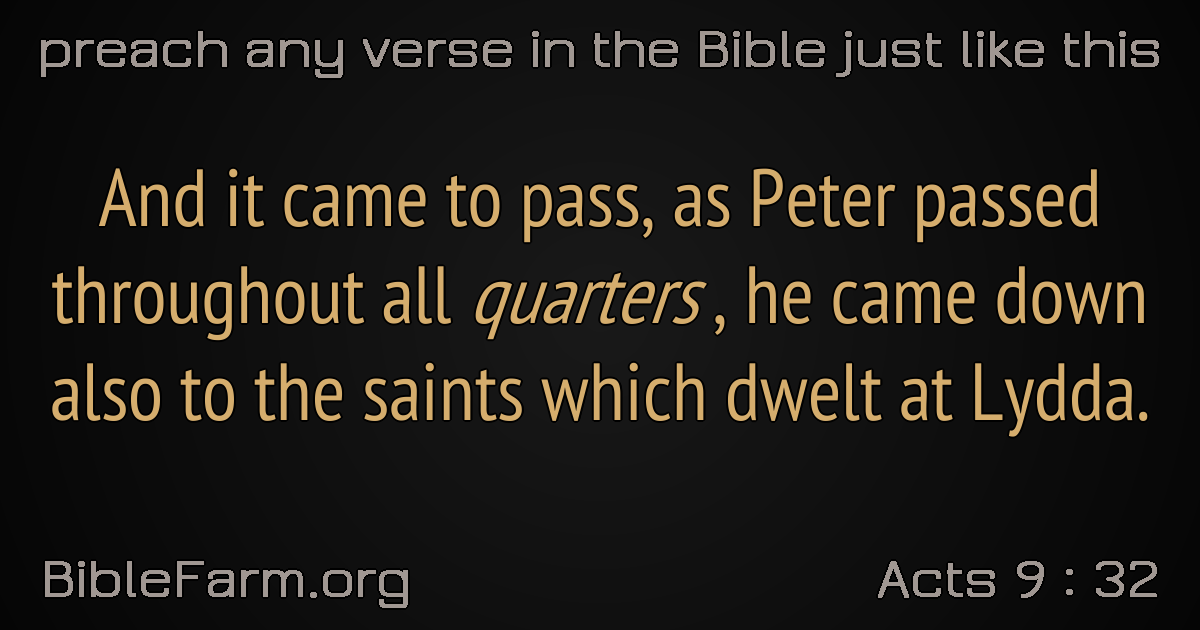 preach any verse in the Bible just like this
And it came to pass, as Peter passed
throughout all quarters , he came down
also to the saints which dwelt at Lydda.
BibleFarm.org
Acts 9 : 32